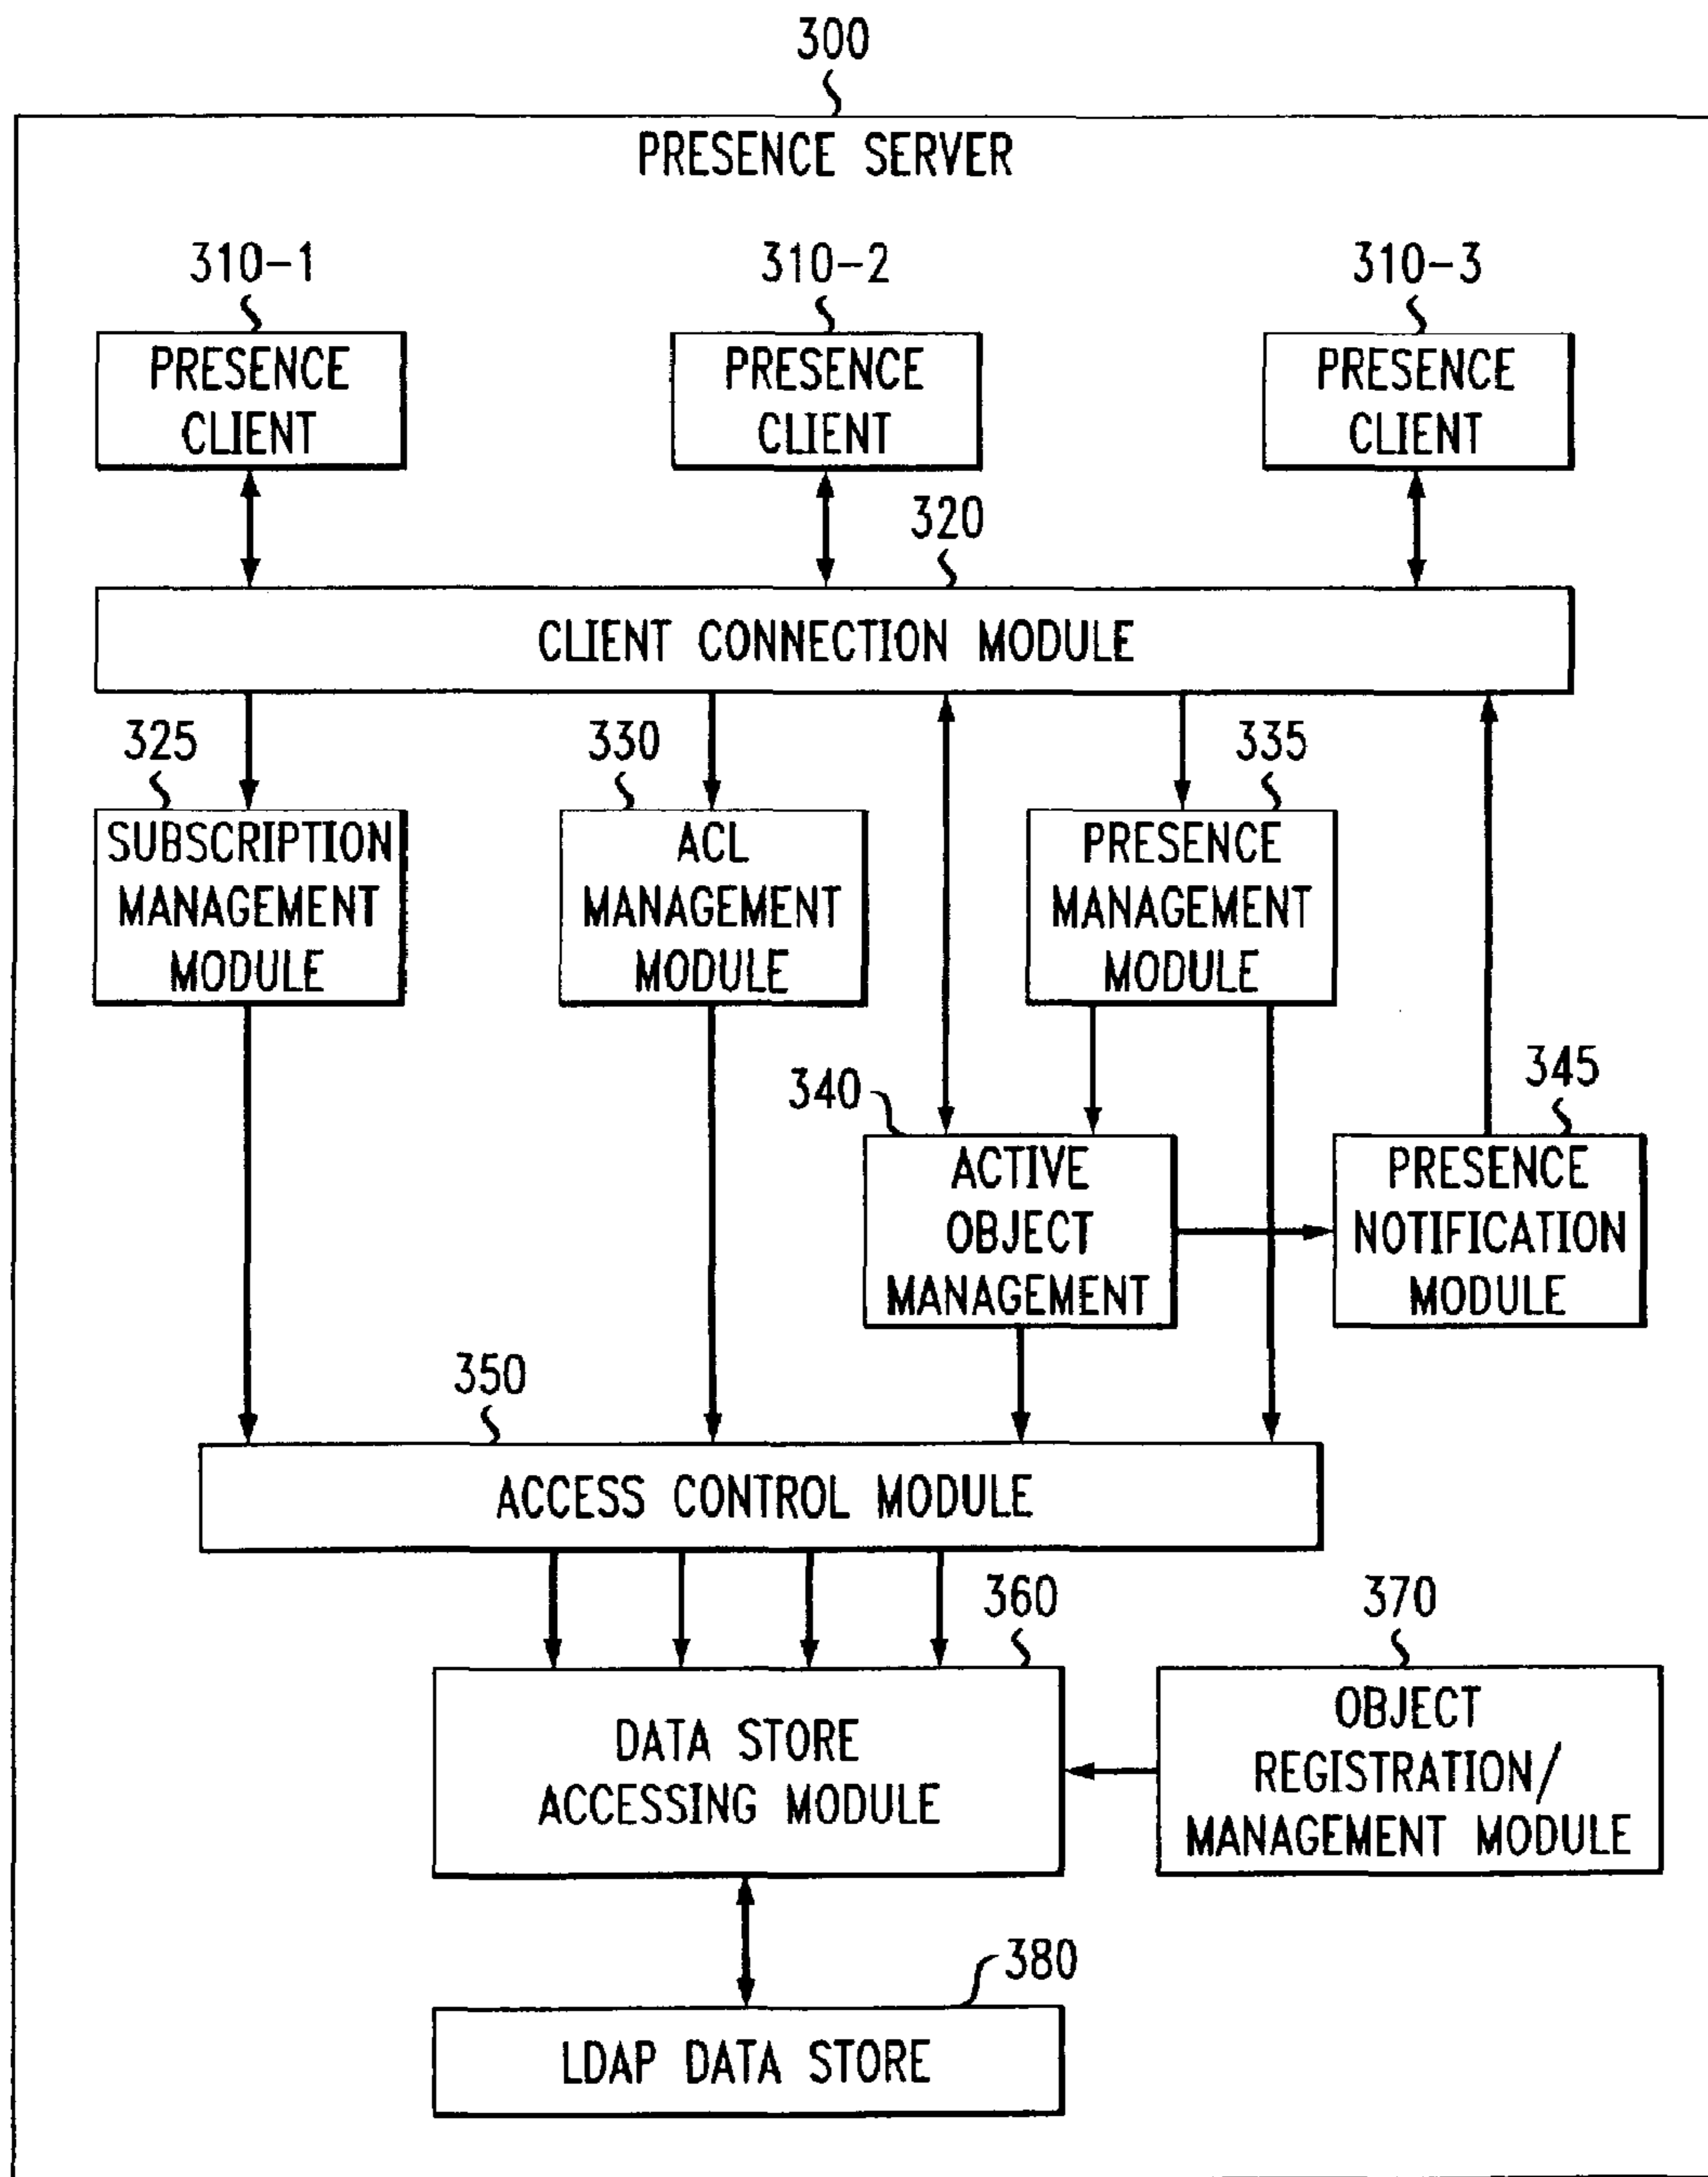 300
PRESENCE SERVER
310-1
310-2
310-3
PRESENCE
CLIENT
PRESENCE
CLIENT
PRESENCE
CLIENT
320
CLIENT CONNECTION MODULE
325
330
335
SUBSCRIPTION
MANAGEMENT
MODULE
ACL
MANAGEMENT
MODULE
PRESENCE
MANAGEMENT
MODULE
340
345
ACTIVE
OBJECT
MANAGEMENT
PRESENCE
NOTIFICATION
MODULE
350
ACCESS CONTROL MODULE
360
370
DATA STORE
ACCESSING MODULE
OBJECT
REGISTRATION/
MANAGEMENT MODULE
380
LDAP DATA STORE